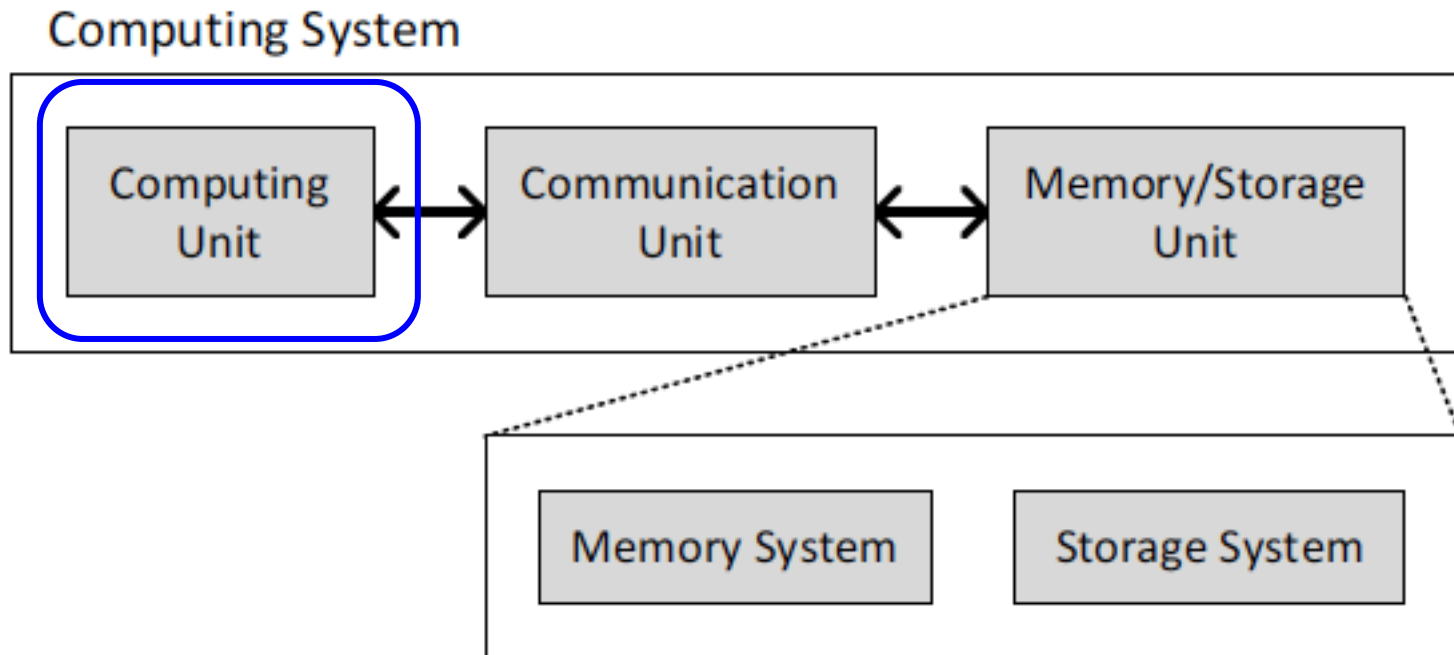 Computing System
Computing
Unit
Communication
Unit
Memory/Storage
Unit
Memory System
Storage System